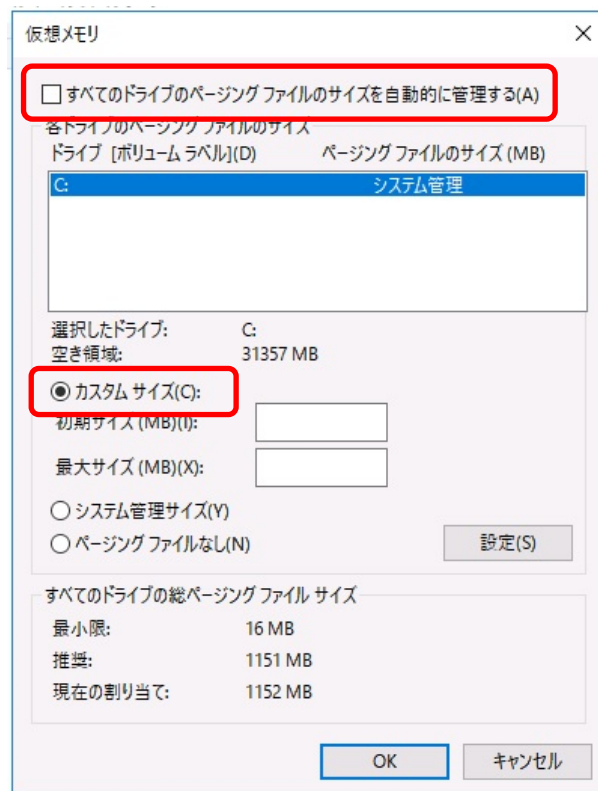 仮想メモリ
すべてのドライブのページング ファイルのサイズを自動的に管理する(A)
各ドライブのページング ファイルのサイズ
ドライブ [ボリューム ラベル](D) ページング ファイルのサイズ (MB)
C: システム管理
選択したドライブ: C:
空き領域: 31357 MB
カスタム サイズ(C):
初期サイズ (MB)(I):
最大サイズ (MB)(X):
システム管理サイズ(Y)
ページング ファイルなし(N) 設定(S)
すべてのドライブの総ページング ファイル サイズ
最小限: 16 MB
推奨: 1151 MB
現在の割り当て: 1152 MB
OK キャンセル